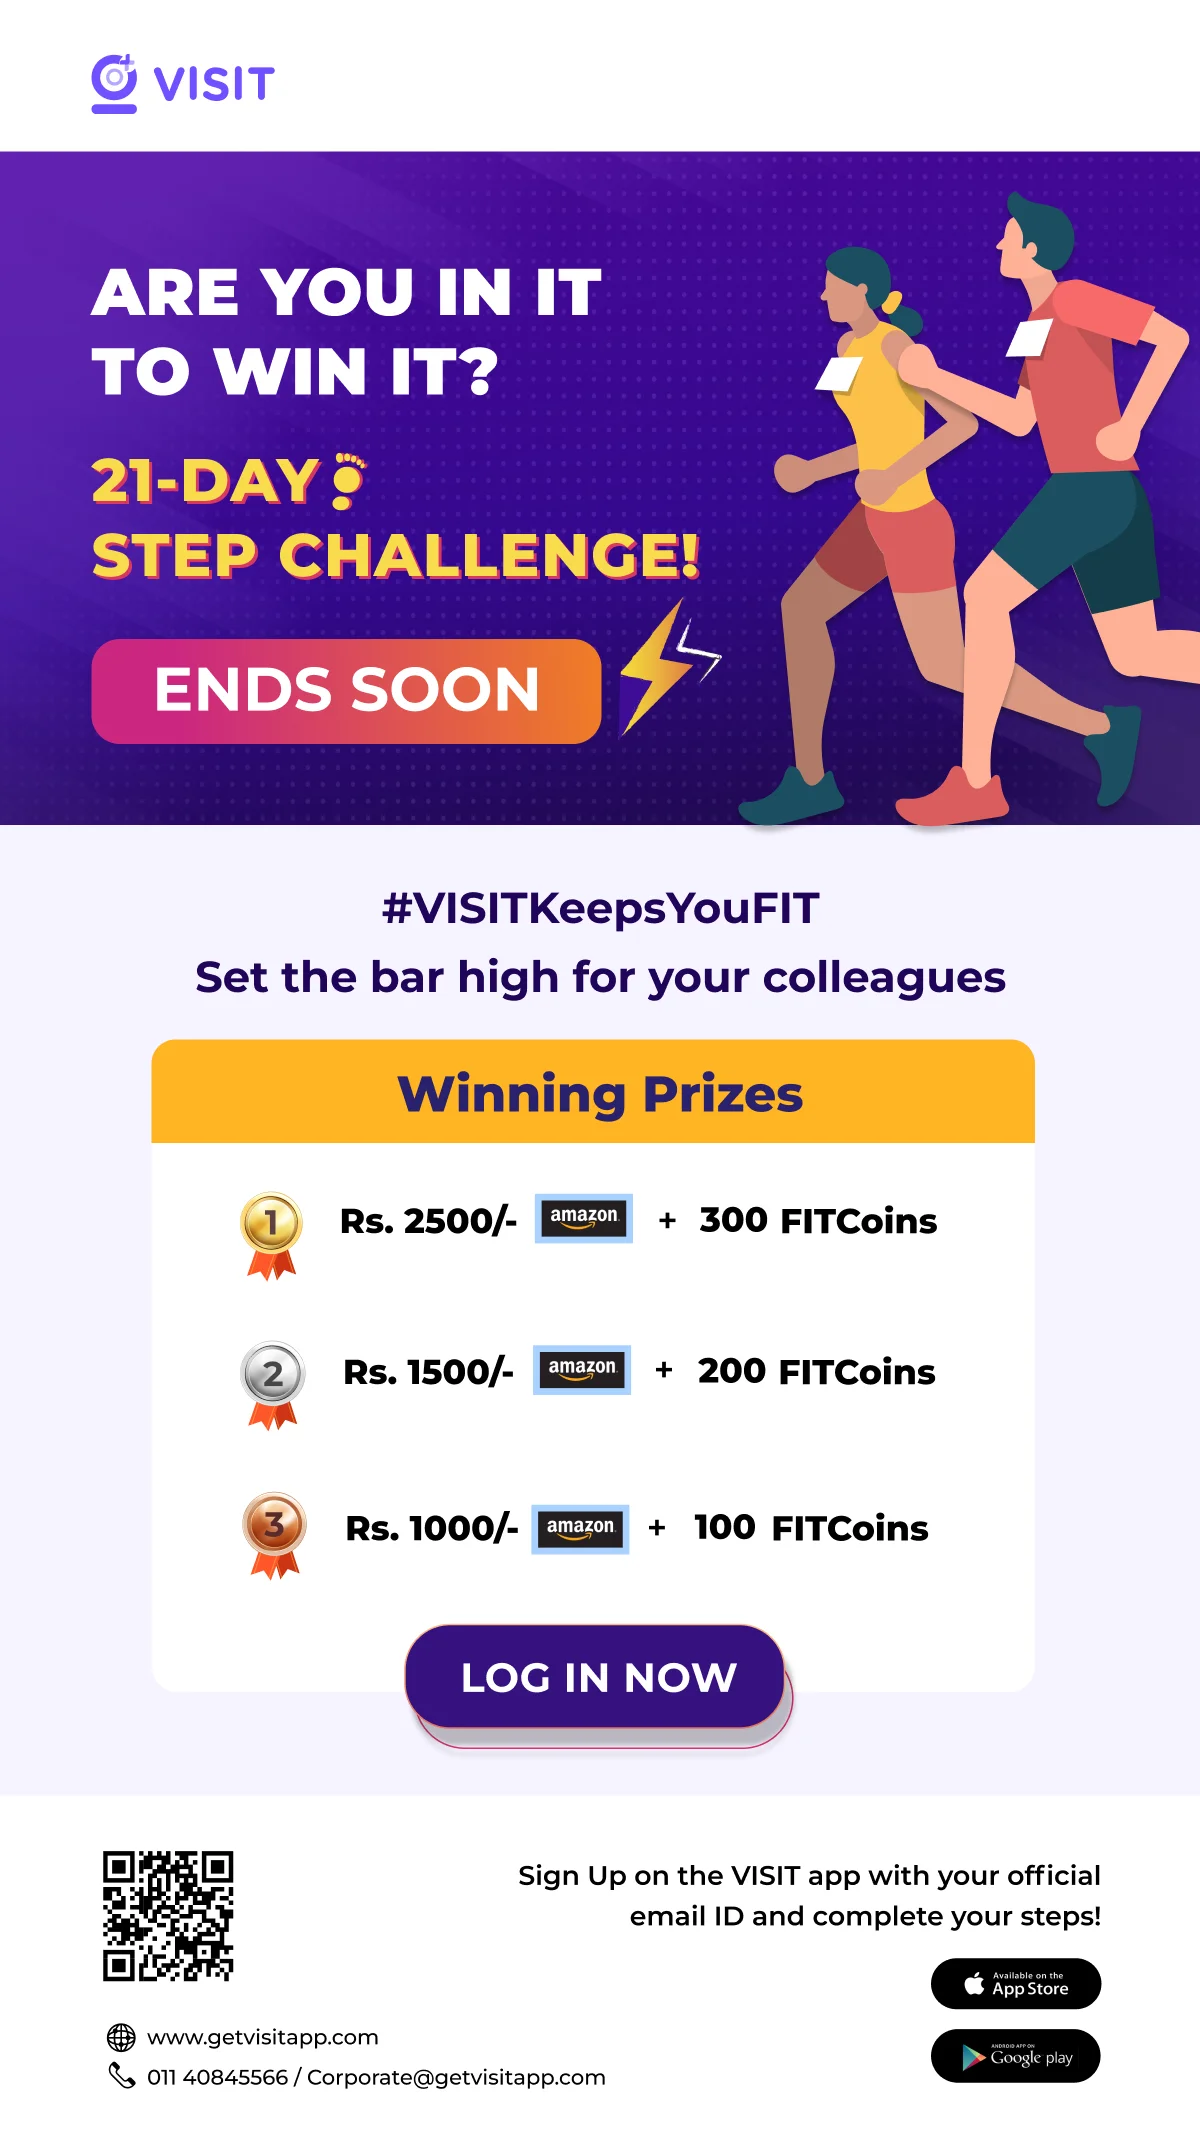 VISIT
ARE YOU IN IT
TO WIN IT?
21-DAY
STEP CHALLENGE!
ENDS SOON
#VISITKeepsYouFIT
Set the bar high for your colleagues
Winning Prizes
1 Rs. 2500/- amazon + 300 FITCoins
2 Rs. 1500/- amazon + 200 FITCoins
3 Rs. 1000/- amazon + 100 FITCoins
LOG IN NOW
Sign Up on the VISIT app with your official
email ID and complete your steps!
Available on the
App Store
ANDROID APP ON
Google play
www.getvisitapp.com
011 40845566 / Corporate@getvisitapp.com